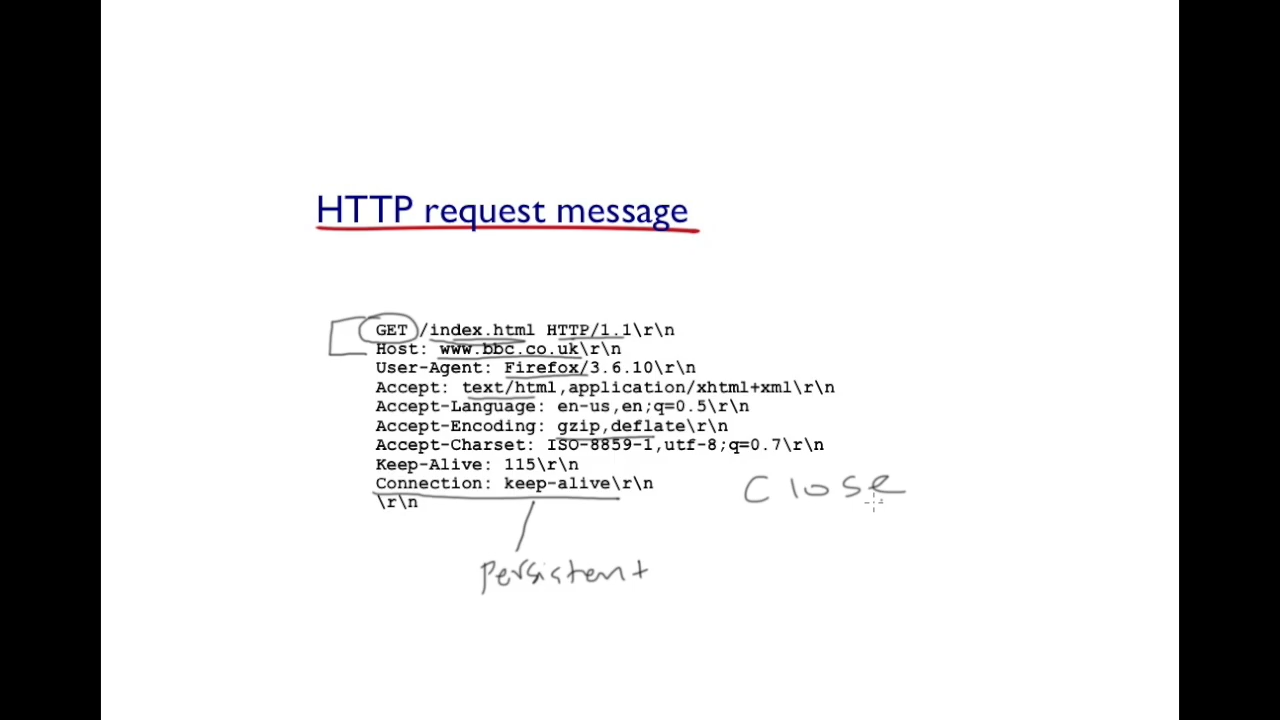 HTTP request message
GET /index.html HTTP/1.1\r\n
Host: www.bbc.co.uk\r\n
User-Agent: Firefox/3.6.10\r\n
Accept: text/html,application/xhtml+xml\r\n
Accept-Language: en-us,en;q=0.5\r\n
Accept-Encoding: gzip,deflate\r\n
Accept-Charset: ISO-8859-1,utf-8;q=0.7\r\n
Keep-Alive: 115\r\n
Connection: keep-alive\r\n
close
\r\n
persistent